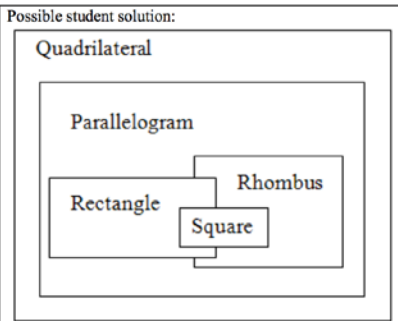 Possible student solution:
Quadrilateral
Parallelogram
Rhombus
Rectangle
Square